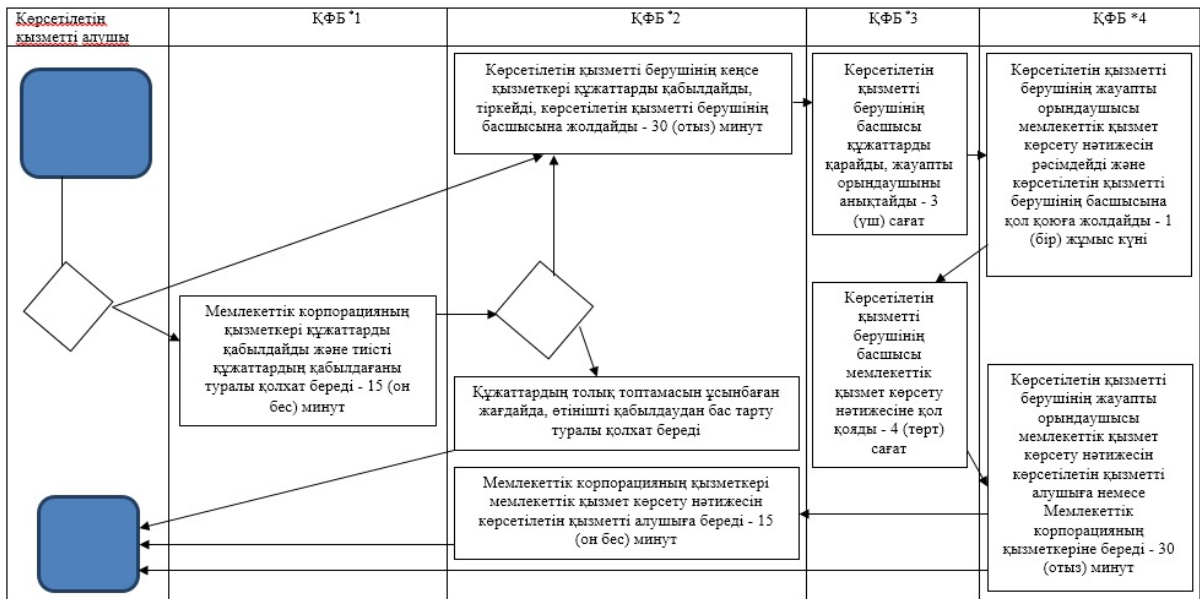 Көрсетілетін
қызметті алушы
ҚФБ *1
ҚФБ *2
ҚФБ *3
ҚФБ *4
Көрсетілетін қызметті берушінің кеңсе
қызметкері құжаттарды қабылдайды,
тіркейді, көрсетілетін қызметті берушінің
басшысына жолдайды - 30 (отыз) минут
Көрсетілетін
қызметті
берушінің
басшысы
құжаттарды
қарайды, жауапты
орындаушыны
анықтайды - 3
(үш) сағат
Көрсетілетін қызметті
берушінің жауапты
орындаушысы
мемлекеттік қызмет
көрсету нәтижесін
рәсімдейді және
көрсетілетін қызметті
берушінің басшысына
қол қоюға жолдайды - 1
(бір) жұмыс күні
Мемлекеттік корпорацияның
қызметкері құжаттарды
қабылдайды және тиісті
құжаттардың қабылдағаны
туралы қолхат береді - 15 (он
бес) минут
Көрсетілетін
қызметті
берушінің
басшысы
мемлекеттік
қызмет көрсету
нәтижесіне қол
қояды - 4 (төрт)
сағат
Құжаттардың толық топтамасын ұсынбаған
жағдайда, өтінішті қабылдаудан бас тарту
туралы қолхат береді
Көрсетілетін қызметті
берушінің жауапты
орындаушысы
мемлекеттік қызмет
көрсету нәтижесін
көрсетілетін қызметті
алушыға немесе
Мемлекеттік
корпорацияның
қызметкеріне береді - 30
(отыз) минут
Мемлекеттік корпорацияның қызметкері
мемлекеттік қызмет көрсету нәтижесін
көрсетілетін қызметті алушыға береді - 15
(он бес) минут